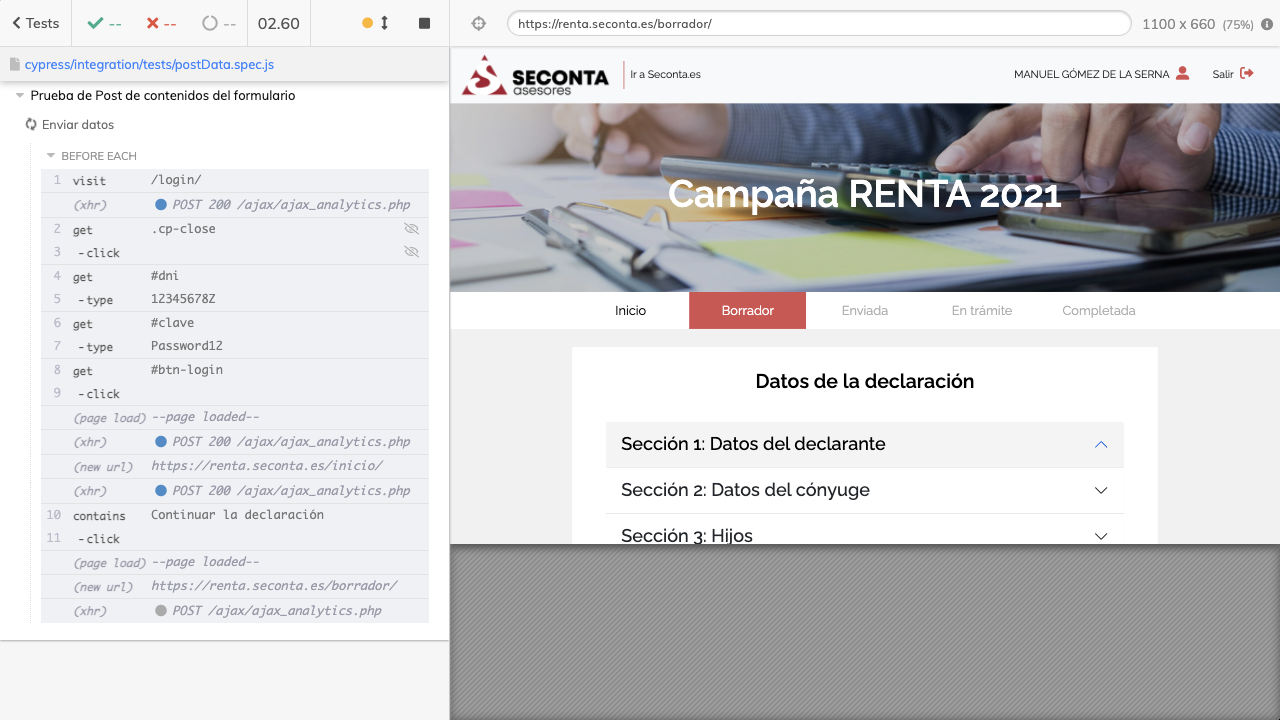 Tests
--
--
--
02.60
https://renta.seconta.es/borrador/
1100 x 660 (75%)
cypress/integration/tests/postData.spec.js
Prueba de Post de contenidos del formulario
Enviar datos
BEFORE EACH
1 visit /login/
(xhr) POST 200 /ajax/ajax_analytics.php
2 get .cp-close
3 -click
4 get #dni
5 -type 12345678Z
6 get #clave
7 -type Password12
8 get #btn-login
9 -click
(page load) --page loaded--
(xhr) POST 200 /ajax/ajax_analytics.php
(new url) https://renta.seconta.es/inicio/
(xhr) POST 200 /ajax/ajax_analytics.php
10 contains Continuar la declaración
11 -click
(page load) --page loaded--
(new url) https://renta.seconta.es/borrador/
(xhr) POST /ajax/ajax_analytics.php
SECONTA
asesores
Ir a Seconta.es
MANUEL GÓMEZ DE LA SERNA
Salir
Campaña RENTA 2021
Inicio
Borrador
Enviada
En trámite
Completada
Datos de la declaración
Sección 1: Datos del declarante
Sección 2: Datos del cónyuge
Sección 3: Hijos